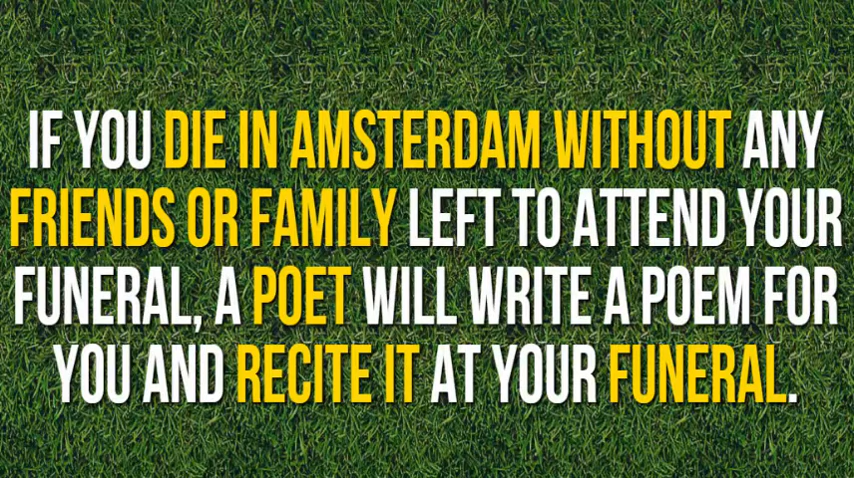 IF YOU DIE IN AMSTERDAM WITHOUT ANY
FRIENDS OR FAMILY LEFT TO ATTEND YOUR
FUNERAL, A POET WILL WRITE A POEM FOR
YOU AND RECITE IT AT YOUR FUNERAL.